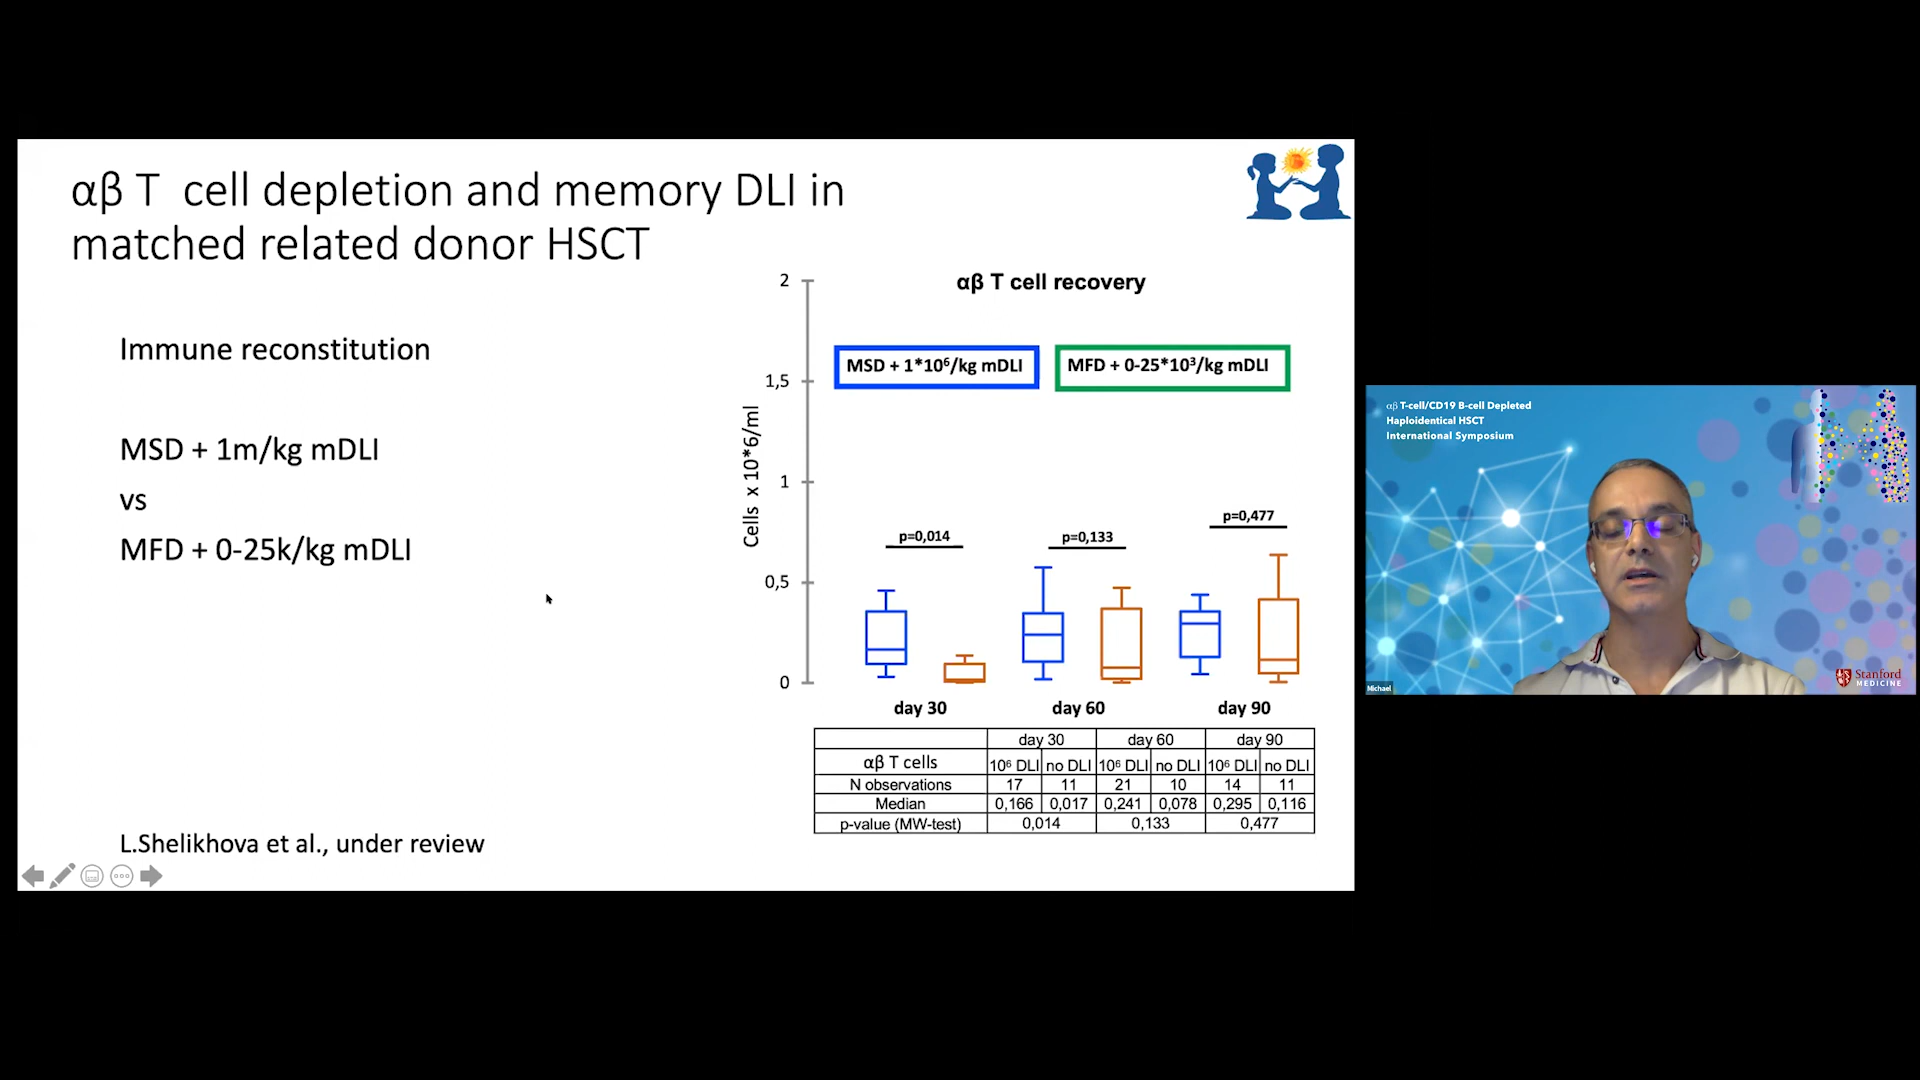 αβ T cell depletion and memory DLI in
matched related donor HSCT
Immune reconstitution
MSD + 1m/kg mDLI
vs
MFD + 0-25k/kg mDLI
L.Shelikhova et al., under review
αβ T cell recovery
MSD + 1*10⁶/kg mDLI
MFD + 0-25*10³/kg mDLI
Cells x 10*6/ml
2
1,5
1
0,5
0
p=0,014
p=0,133
p=0,477
day 30
day 60
day 90
day 30 day 60 day 90
αβ T cells 10⁶ DLI no DLI 10⁶ DLI no DLI 10⁶ DLI no DLI
N observations 17 11 21 10 14 11
Median 0,166 0,017 0,241 0,078 0,295 0,116
p-value (MW-test) 0,014 0,133 0,477
αβ T-cell/CD19 B-cell Depleted
Haploidentical HSCT
International Symposium
Stanford
MEDICINE
Michael